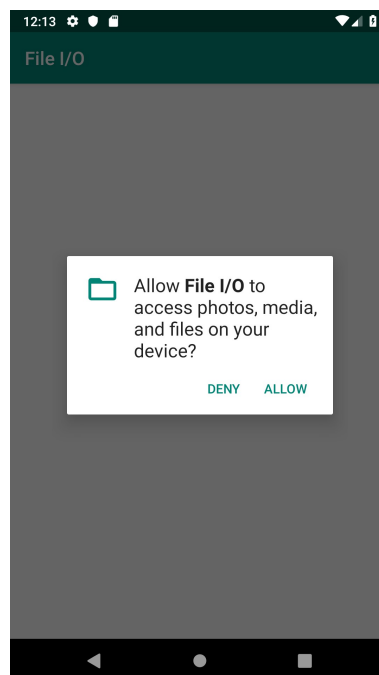 12:13
File I/O
Allow File I/O to
access photos, media,
and files on your
device?
DENY ALLOW